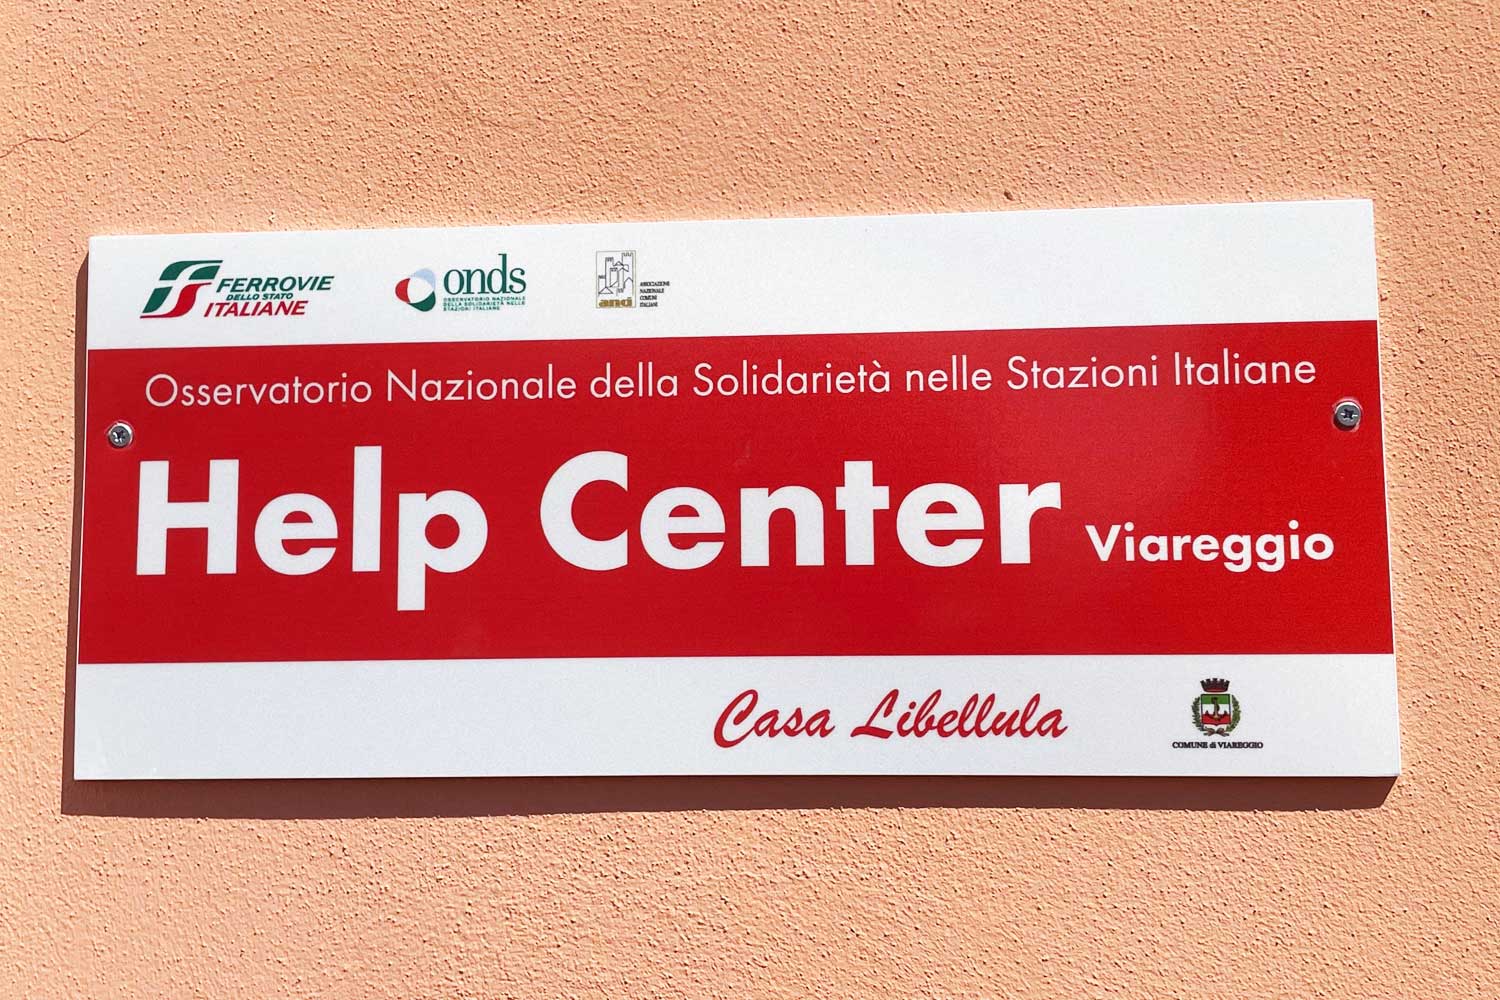 FERROVIE
DELLO STATO
ITALIANE
onds
OSSERVATORIO NAZIONALE
DELLA SOLIDARIETÀ NELLE
STAZIONI ITALIANE
anci
ASSOCIAZIONE
NAZIONALE
COMUNI
ITALIANI
Osservatorio Nazionale della Solidarietà nelle Stazioni Italiane
Help Center Viareggio
Casa Libellula
COMUNE di VIAREGGIO